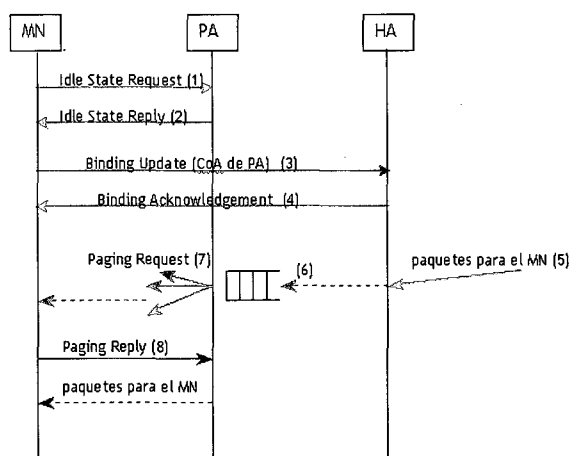 MN
PA
HA
Idle State Request (1)
Idle State Reply (2)
Binding Update (CoA de PA) (3)
Binding Acknowledgement (4)
Paging Request (7)
(6)
paquetes para el MN (5)
Paging Reply (8)
paquetes para el MN